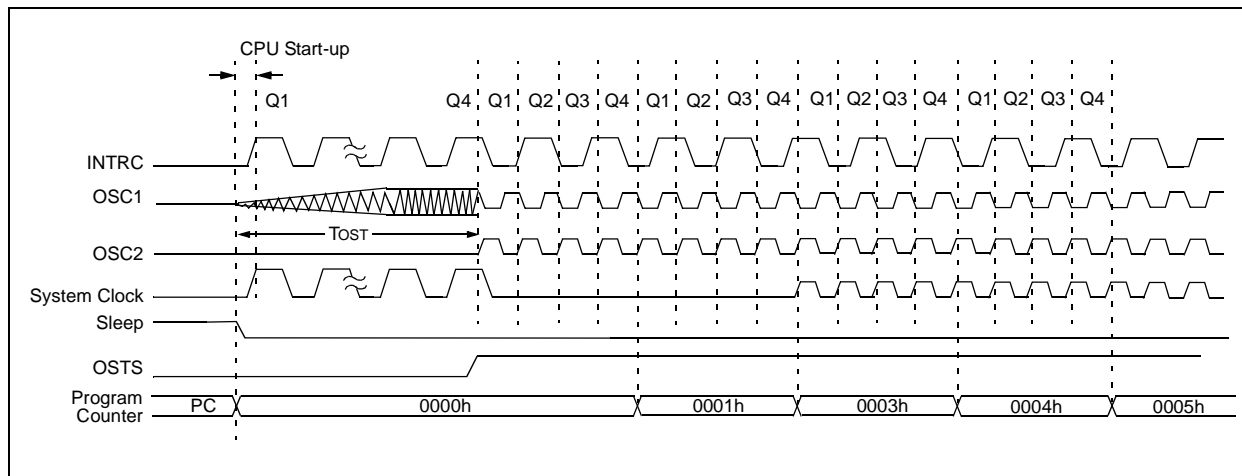 CPU Start-up
Q1 Q4 Q1 Q2 Q3 Q4 Q1 Q2 Q3 Q4 Q1 Q2 Q3 Q4 Q1 Q2 Q3 Q4
INTRC
OSC1
TOST
OSC2
System Clock
Sleep
OSTS
Program
Counter
PC 0000h 0001h 0003h 0004h 0005h